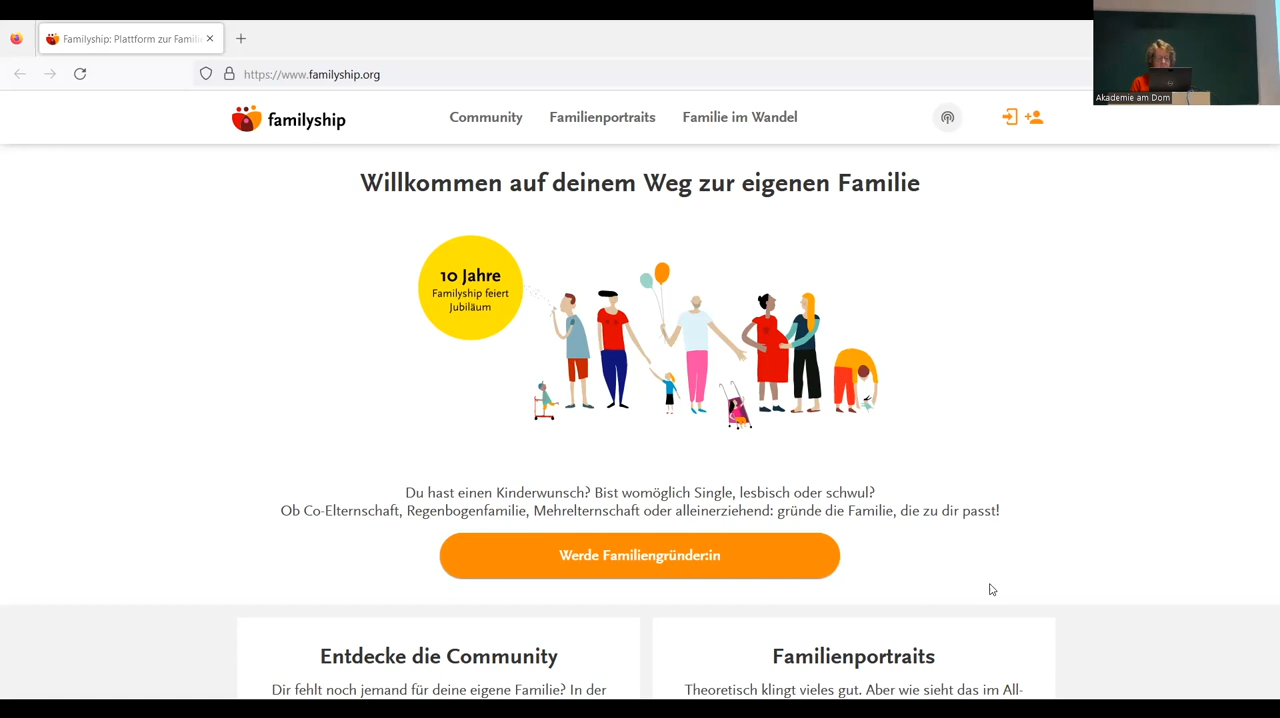 Familyship: Plattform zur Famili
https://www.familyship.org
Akademie am Dom
familyship
Community
Familienportraits
Familie im Wandel
Willkommen auf deinem Weg zur eigenen Familie
10 Jahre
Familyship feiert
Jubiläum
Du hast einen Kinderwunsch? Bist womöglich Single, lesbisch oder schwul?
Ob Co-Elternschaft, Regenbogenfamilie, Mehrelternschaft oder alleinerziehend: gründe die Familie, die zu dir passt!
Werde Familiengründer:in
Entdecke die Community
Dir fehlt noch jemand für deine eigene Familie? In der
Familienportraits
Theoretisch klingt vieles gut. Aber wie sieht das im All-